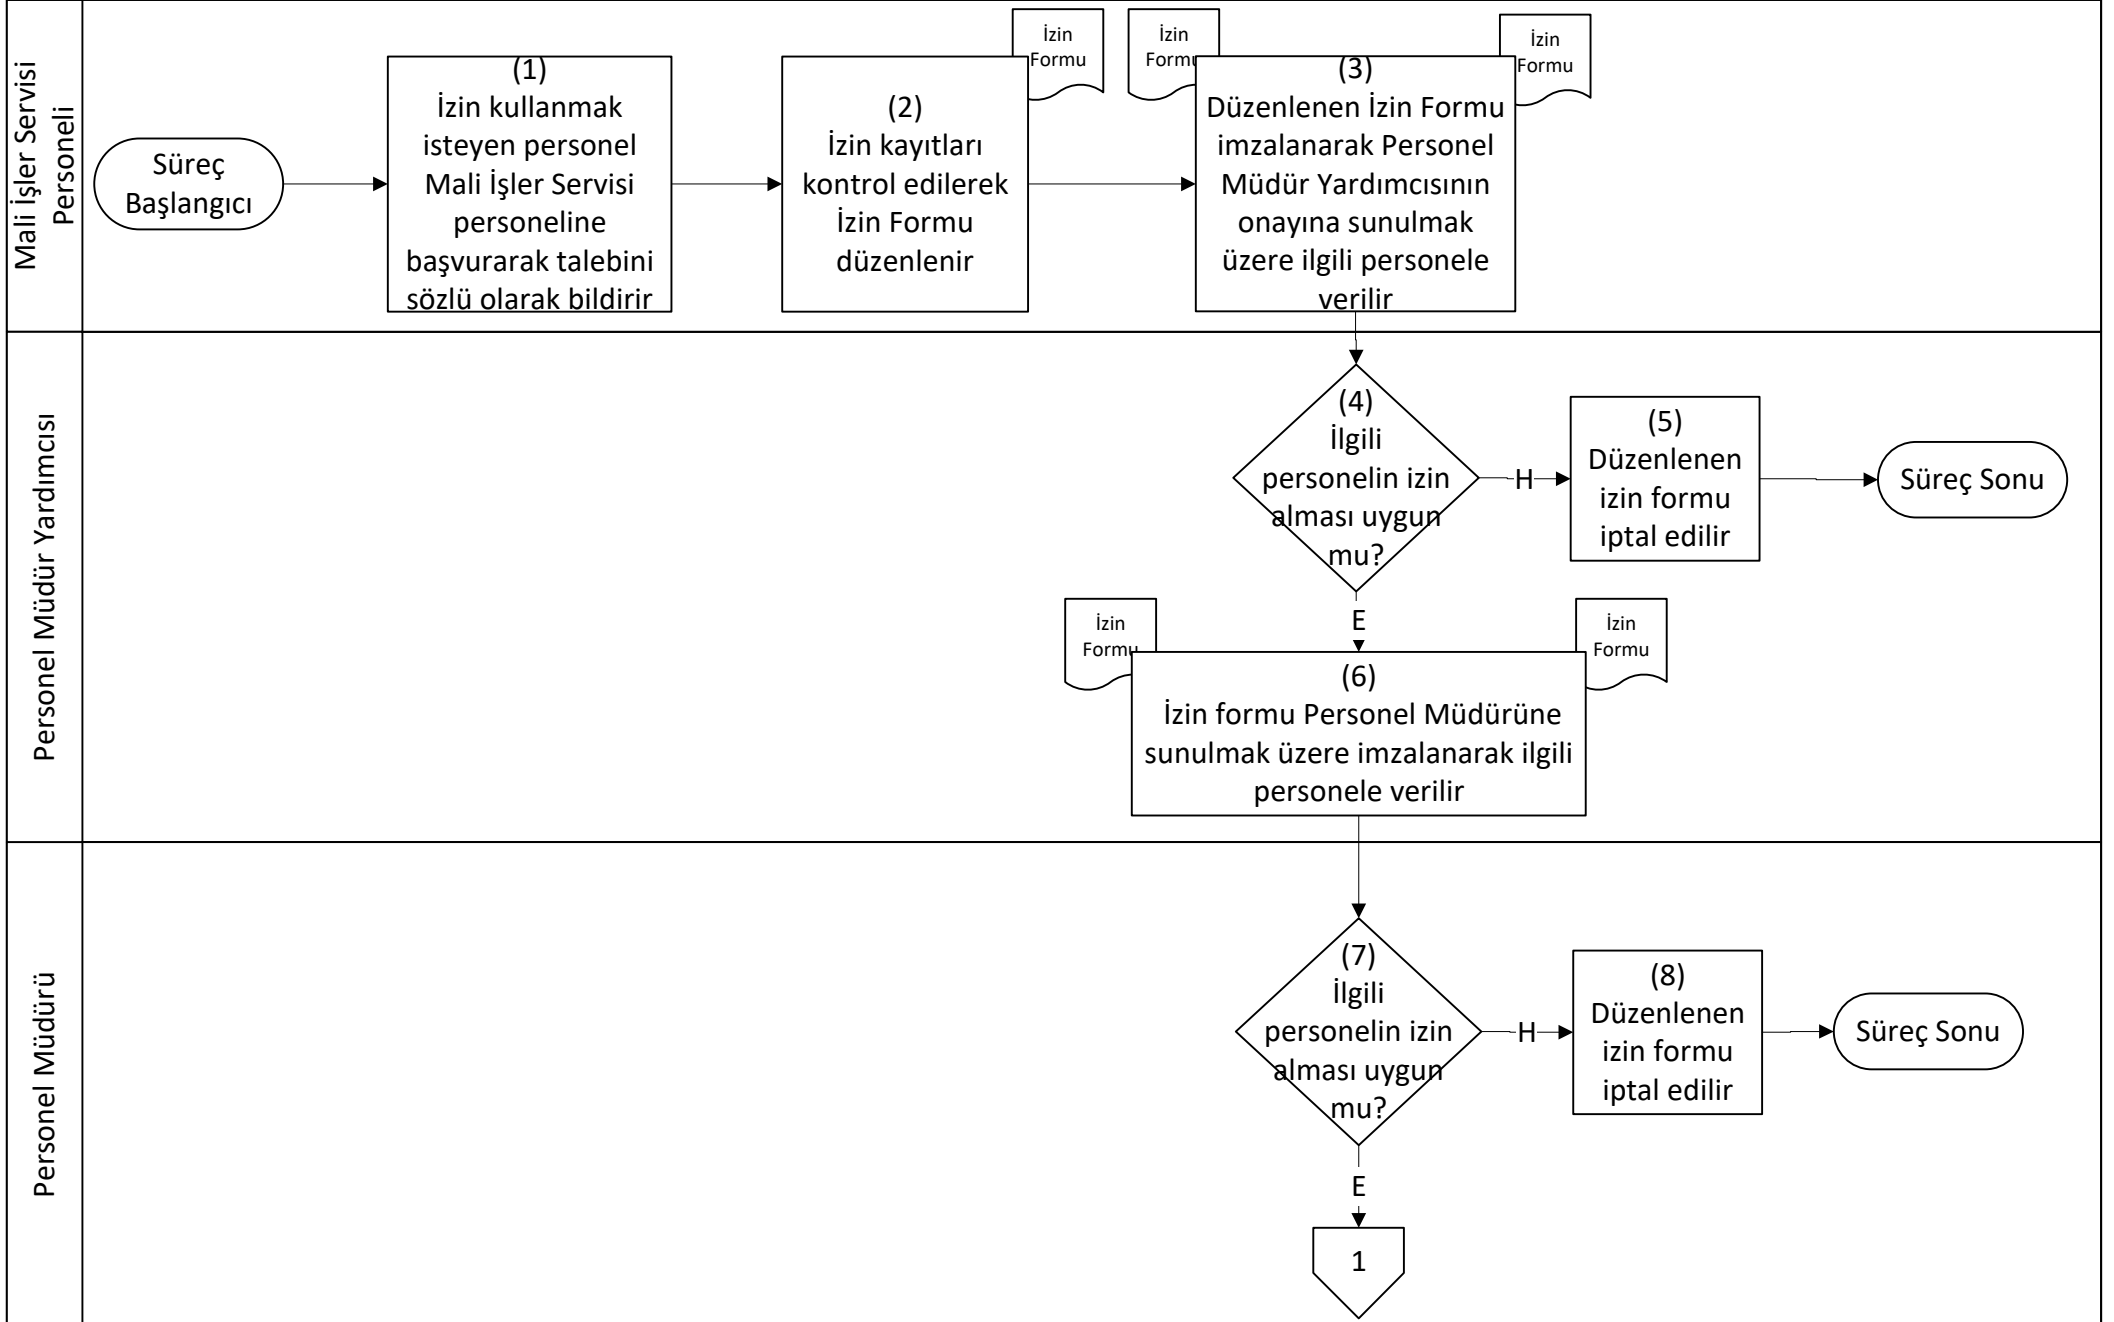 Mali İşler Servisi
Personeli
Süreç
Başlangıcı
(1)
İzin kullanmak
isteyen personel
Mali İşler Servisi
personeline
başvurarak talebini
sözlü olarak bildirir
(2)
İzin kayıtları
kontrol edilerek
İzin Formu
düzenlenir
İzin
Formu
İzin
Formu
(3)
Düzenlenen İzin Formu
imzalanarak Personel
Müdür Yardımcısının
onayına sunulmak
üzere ilgili personele
verilir
İzin
Formu
Personel Müdür Yardımcısı
(4)
İlgili
personelin izin
alması uygun
mu?
H
(5)
Düzenlenen
izin formu
iptal edilir
Süreç Sonu
E
İzin
Formu
(6)
İzin formu Personel Müdürüne
sunulmak üzere imzalanarak ilgili
personele verilir
İzin
Formu
Personel Müdürü
(7)
İlgili
personelin izin
alması uygun
mu?
H
(8)
Düzenlenen
izin formu
iptal edilir
Süreç Sonu
E
1